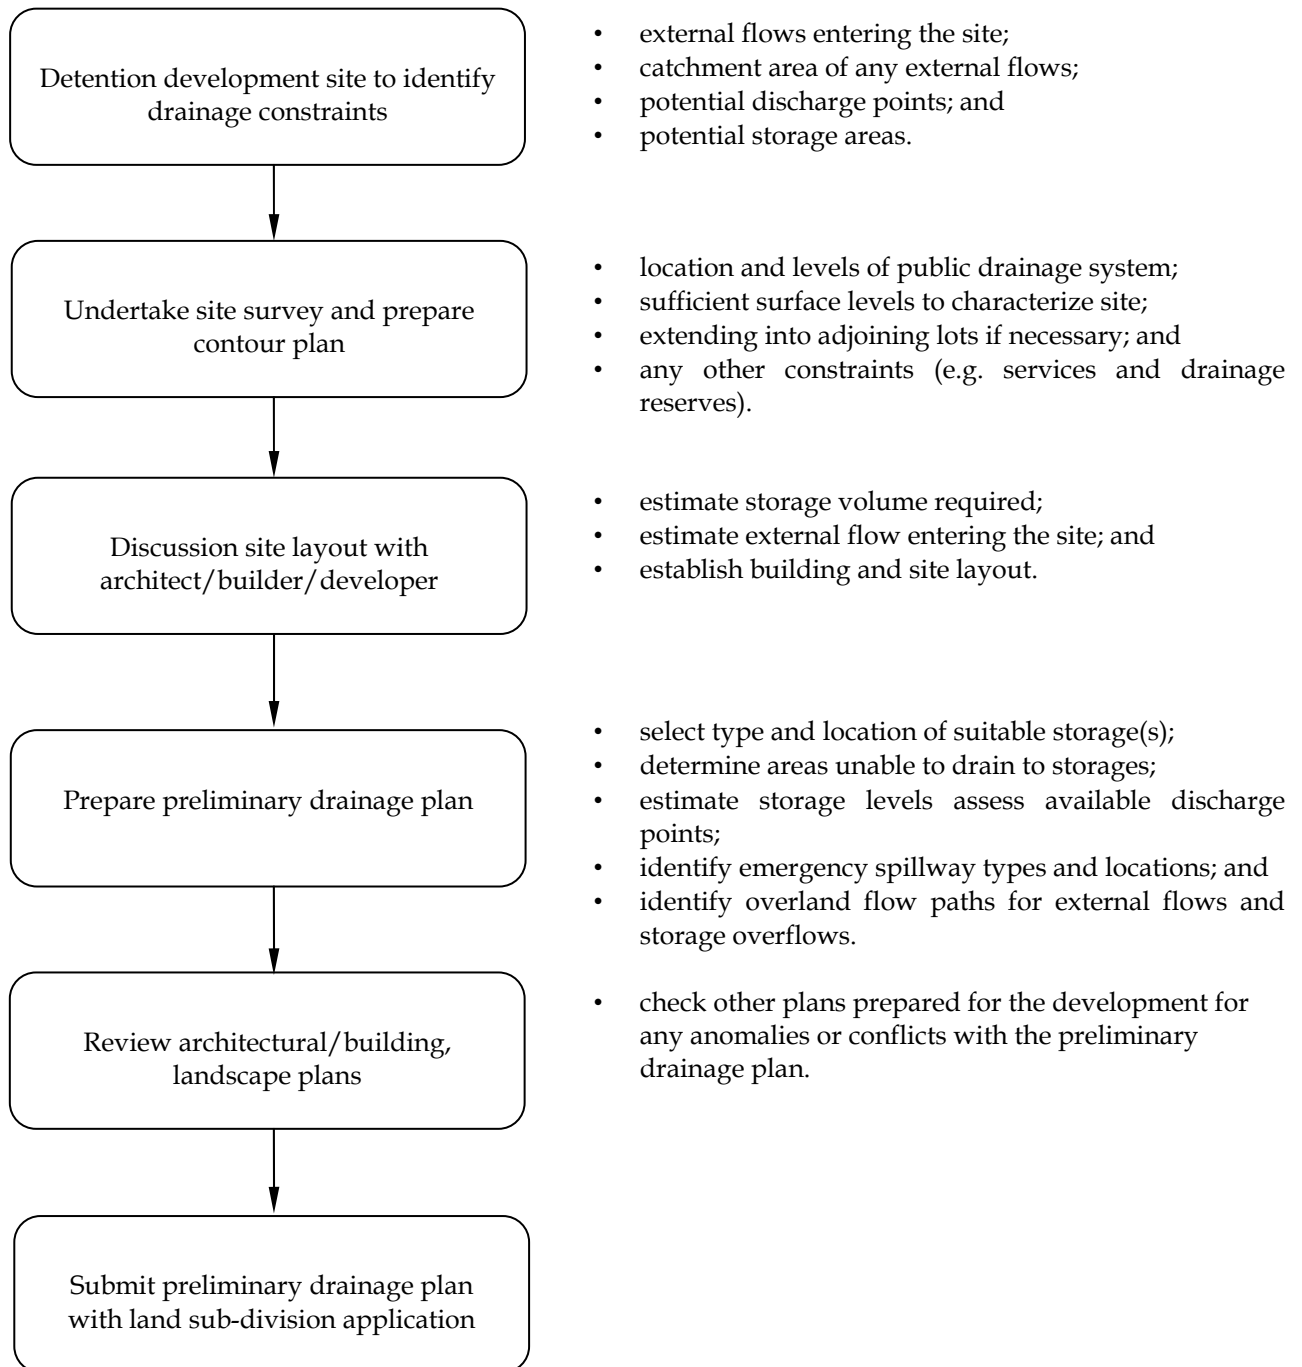 Detention development site to identify
drainage constraints
• external flows entering the site;
• catchment area of any external flows;
• potential discharge points; and
• potential storage areas.
Undertake site survey and prepare
contour plan
• location and levels of public drainage system;
• sufficient surface levels to characterize site;
• extending into adjoining lots if necessary; and
• any other constraints (e.g. services and drainage
reserves).
Discussion site layout with
architect/builder/developer
• estimate storage volume required;
• estimate external flow entering the site; and
• establish building and site layout.
Prepare preliminary drainage plan
• select type and location of suitable storage(s);
• determine areas unable to drain to storages;
• estimate storage levels assess available discharge
points;
• identify emergency spillway types and locations; and
• identify overland flow paths for external flows and
storage overflows.
Review architectural/building,
landscape plans
• check other plans prepared for the development for
any anomalies or conflicts with the preliminary
drainage plan.
Submit preliminary drainage plan
with land sub-division application